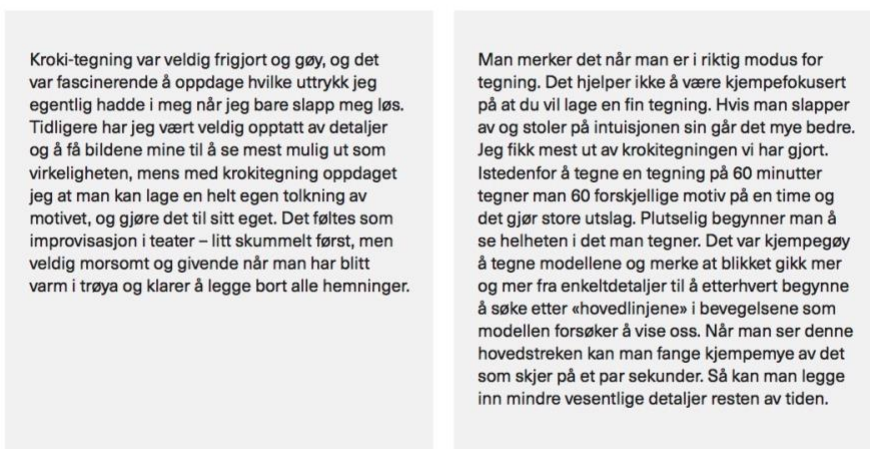 Kroki-tegning var veldig frigjort og gøy, og det
var fascinerende å oppdage hvilke uttrykk jeg
egentlig hadde i meg når jeg bare slapp meg løs.
Tidligere har jeg vært veldig opptatt av detaljer
og å få bildene mine til å se mest mulig ut som
virkeligheten, mens med krokitegning oppdaget
jeg at man kan lage en helt egen tolkning av
motivet, og gjøre det til sitt eget. Det føltes som
improvisasjon i teater – litt skummelt først, men
veldig morsomt og givende når man har blitt
varm i trøya og klarer å legge bort alle hemninger.
Man merker det når man er i riktig modus for
tegning. Det hjelper ikke å være kjempefokusert
på at du vil lage en fin tegning. Hvis man slapper
av og stoler på intuisjonen sin går det mye bedre.
Jeg fikk mest ut av krokitegningen vi har gjort.
Istedenfor å tegne en tegning på 60 minutter
tegner man 60 forskjellige motiv på en time og
det gjør store utslag. Plutselig begynner man å
se helheten i det man tegner. Det var kjempegøy
å tegne modellene og merke at blikket gikk mer
og mer fra enkeltdetaljer til å etterhvert begynne
å søke etter «hovedlinjene» i bevegelsene som
modellen forsøker å vise oss. Når man ser denne
hovedstreken kan man fange kjempemye av det
som skjer på et par sekunder. Så kan man legge
inn mindre vesentlige detaljer resten av tiden.